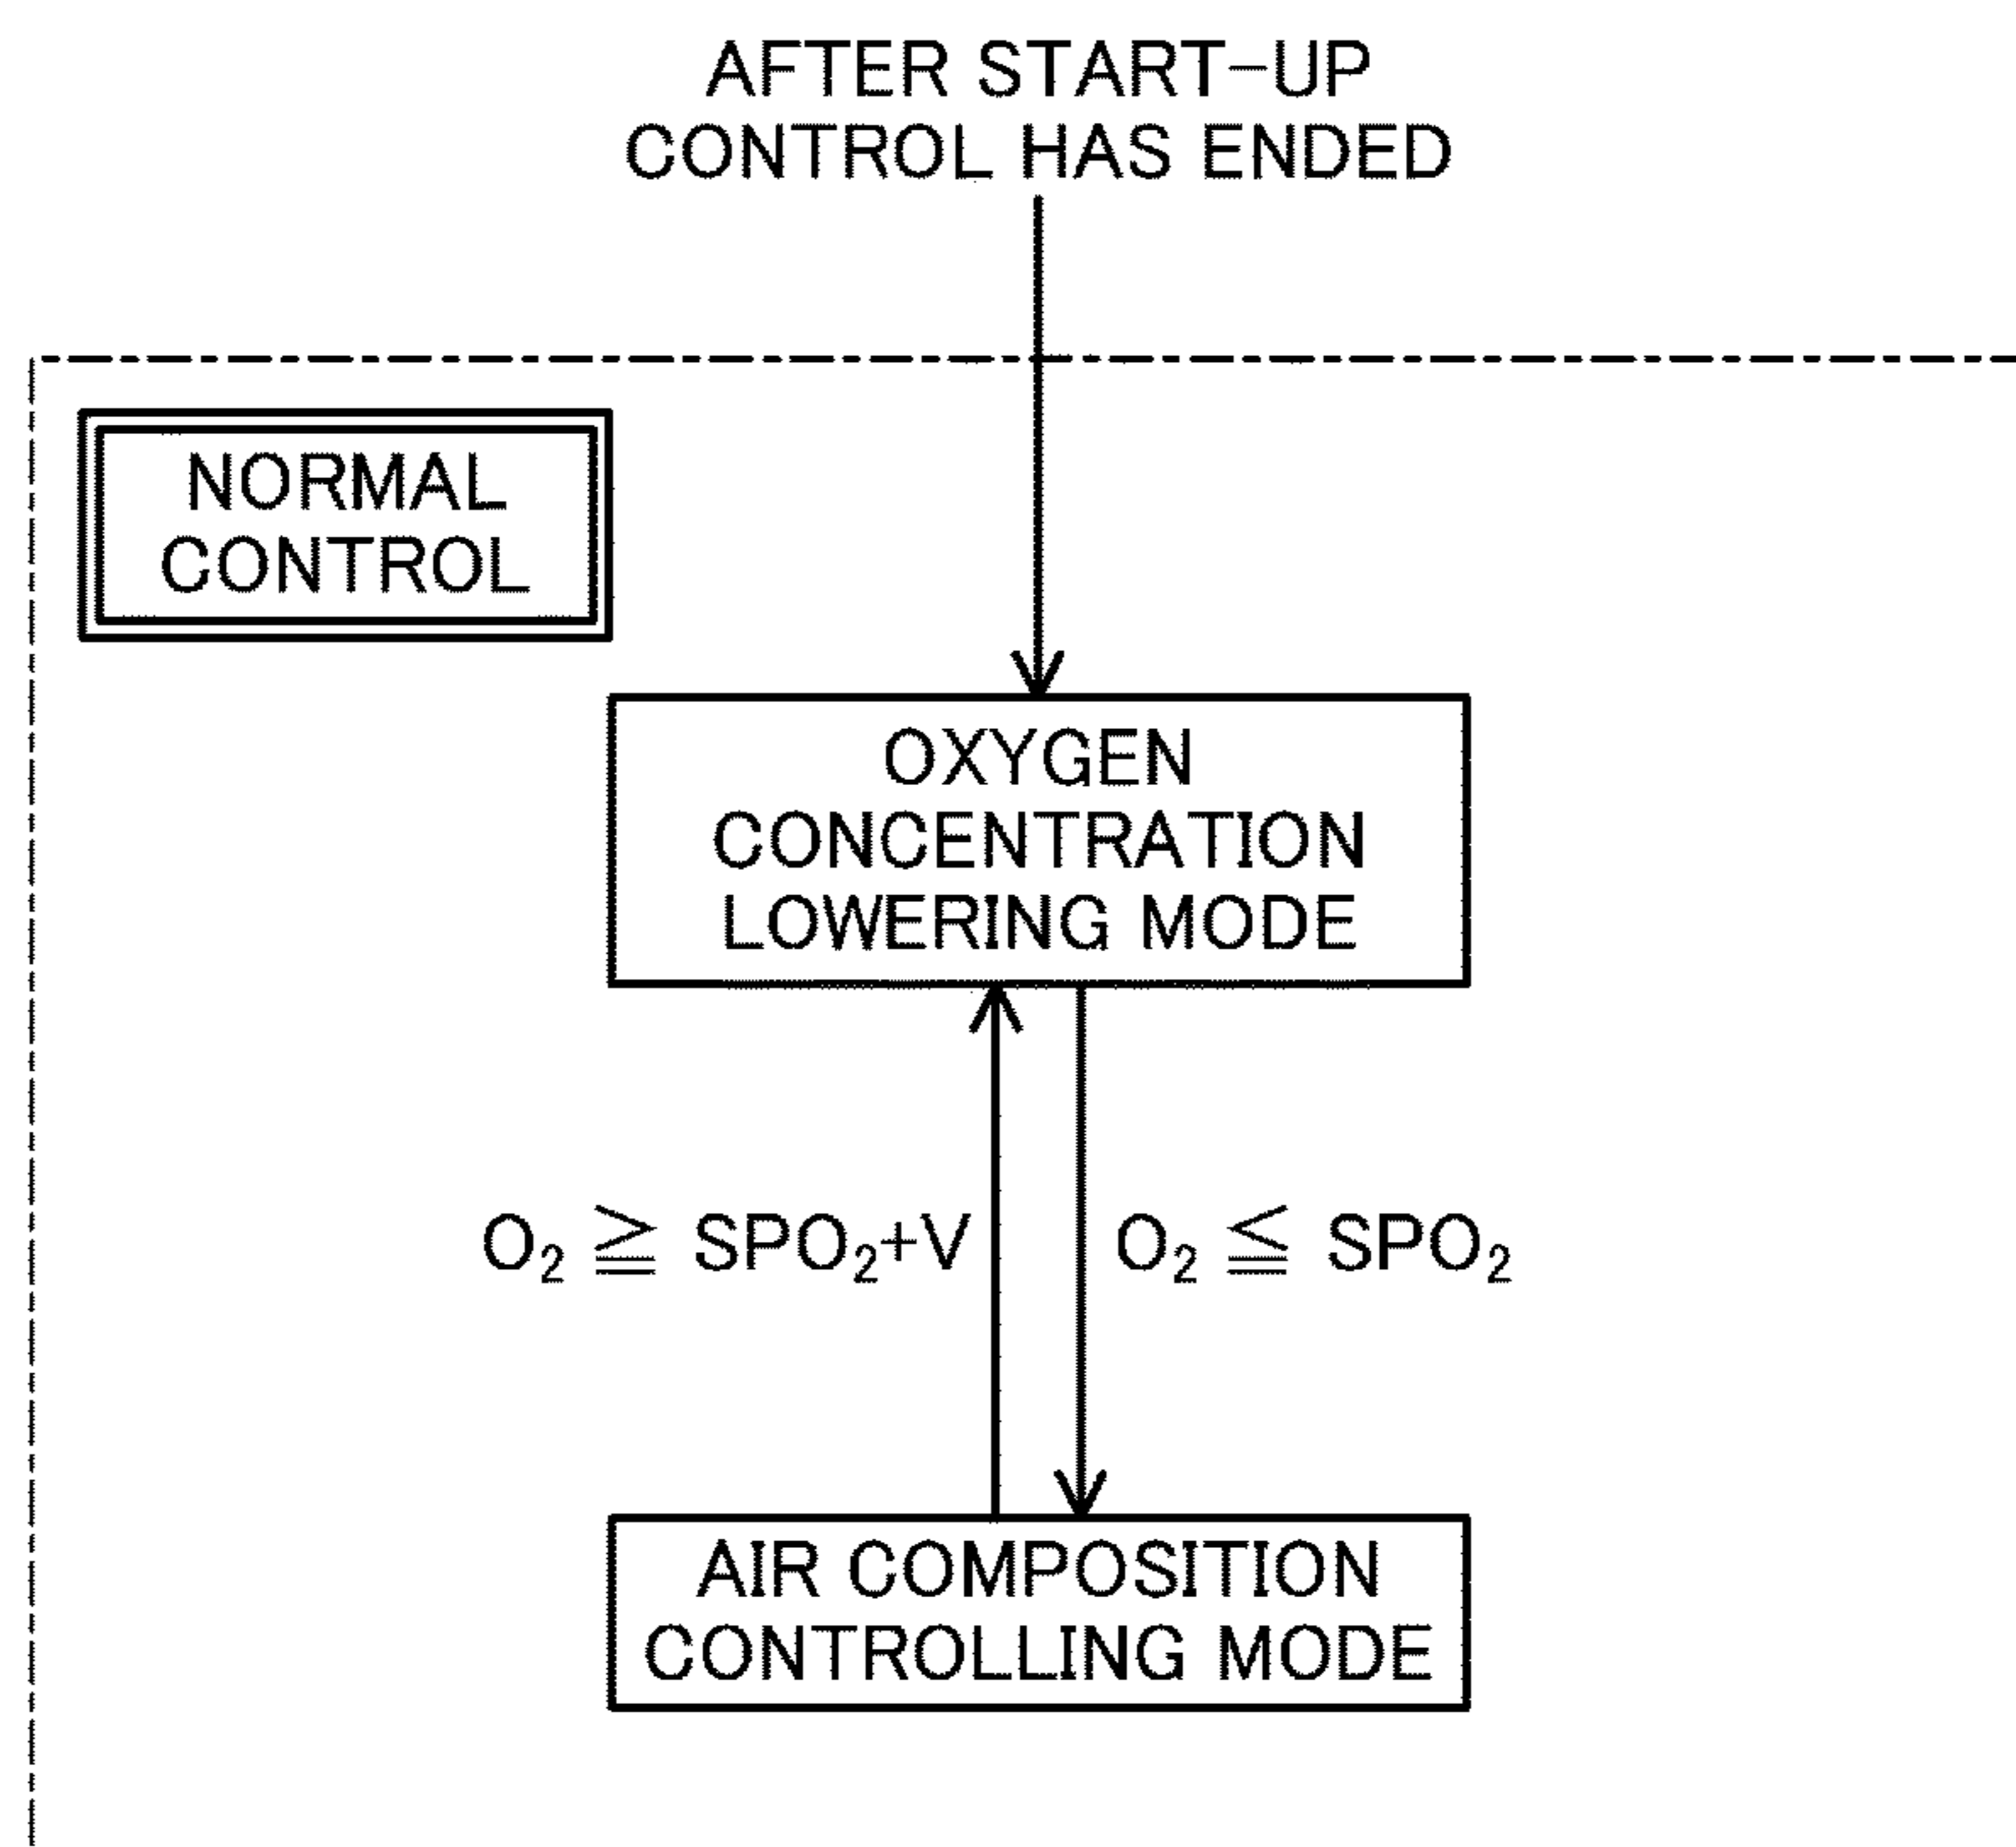 AFTER START-UP
CONTROL HAS ENDED
NORMAL
CONTROL
OXYGEN
CONCENTRATION
LOWERING MODE
O₂ ≧ SPO₂+V
O₂ ≦ SPO₂
AIR COMPOSITION
CONTROLLING MODE